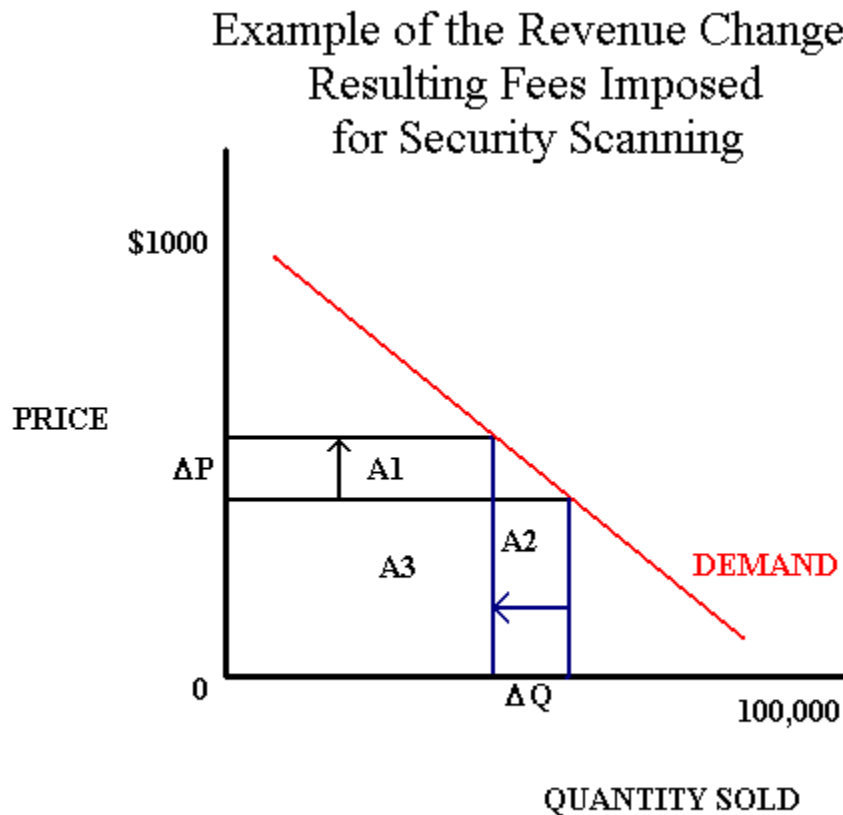 Example of the Revenue Change
Resulting Fees Imposed
for Security Scanning
$1000
PRICE
ΔP
A1
A2
A3
DEMAND
0
ΔQ
100,000
QUANTITY SOLD